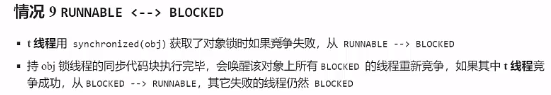 情况 9 RUNNABLE <--> BLOCKED
▪ t 线程用 synchronized(obj) 获取了对象锁时如果竞争失败，从 RUNNABLE --> BLOCKED
▪ 持 obj 锁线程的同步代码块执行完毕，会唤醒该对象上所有 BLOCKED 的线程重新竞争，如果其中 t 线程竞
争成功，从 BLOCKED --> RUNNABLE，其它失败的线程仍然 BLOCKED